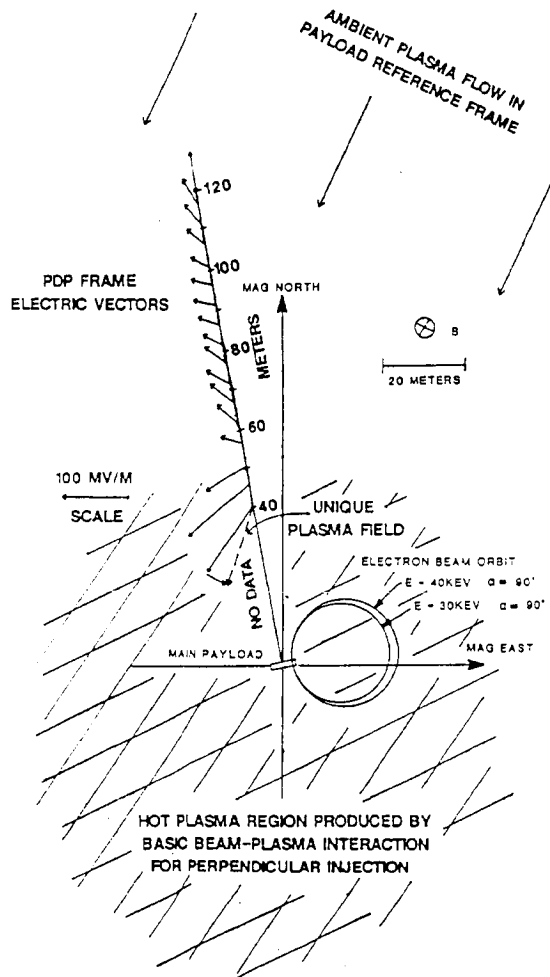 AMBIENT PLASMA FLOW IN
PAYLOAD REFERENCE FRAME
120
100
80
60
40
METERS
PDP FRAME
ELECTRIC VECTORS
MAG NORTH
B
20 METERS
100 MV/M
SCALE
UNIQUE
PLASMA FIELD
NO DATA
ELECTRON BEAM ORBIT
E - 40KEV α = 90°
E - 30KEV α = 90°
MAIN PAYLOAD
MAG EAST
HOT PLASMA REGION PRODUCED BY
BASIC BEAM-PLASMA INTERACTION
FOR PERPENDICULAR INJECTION